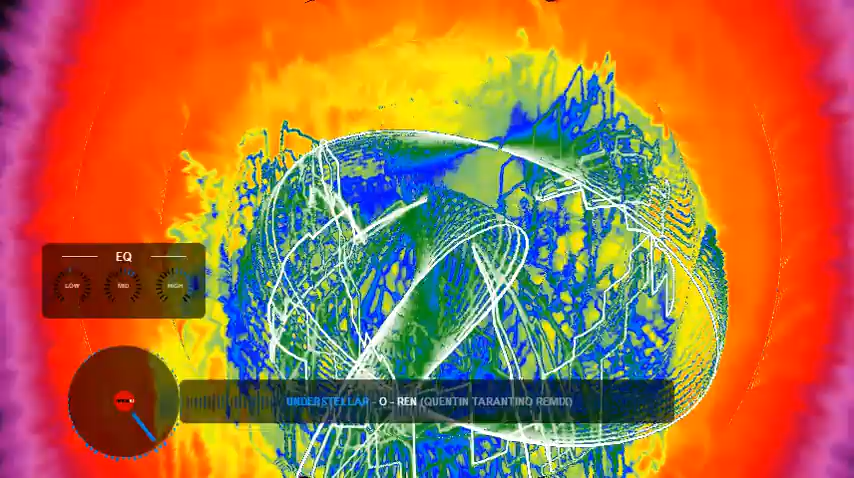 EQ
LOW MID HIGH
UNDERSTELLAR - O - REN (QUENTIN TARANTINO REMIX)